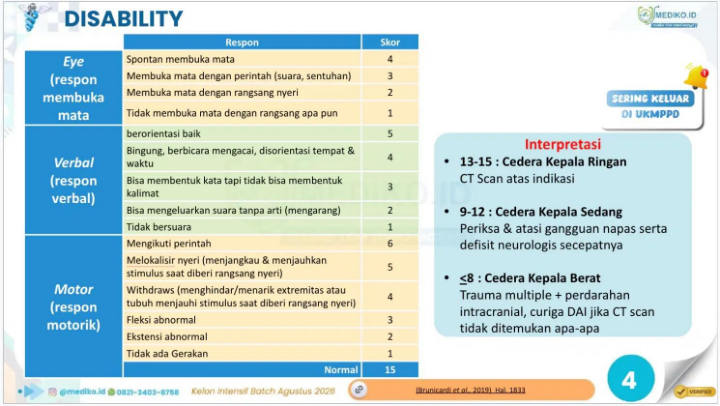 DISABILITY
MEDIKO.ID
Respon Skor
Eye
(respon
membuka
mata
Spontan membuka mata 4
Membuka mata dengan perintah (suara, sentuhan) 3
Membuka mata dengan rangsang nyeri 2
Tidak membuka mata dengan rangsang apa pun 1
Verbal
(respon
verbal)
berorientasi baik 5
Bingung, berbicara mengacai, disorientasi tempat &
waktu 4
Bisa membentuk kata tapi tidak bisa membentuk
kalimat 3
Bisa mengeluarkan suara tanpa arti (mengarang) 2
Tidak bersuara 1
Motor
(respon
motorik)
Mengikuti perintah 6
Melokalisir nyeri (menjangkau & menjauhkan
stimulus saat diberi rangsang nyeri) 5
Withdraws (menghindar/menarik extremitas atau
tubuh menjauhi stimulus saat diberi rangsang nyeri) 4
Fleksi abnormal 3
Ekstensi abnormal 2
Tidak ada Gerakan 1
Normal 15
SERING KELUAR
DI UKMPPD
Interpretasi
• 13-15 : Cedera Kepala Ringan
CT Scan atas indikasi
• 9-12 : Cedera Kepala Sedang
Periksa & atasi gangguan napas serta
defisit neurologis secepatnya
• <8 : Cedera Kepala Berat
Trauma multiple + perdarahan
intracranial, curiga DAI jika CT scan
tidak ditemukan apa-apa
@mediko.id 0821-3403-8758 Kelon Intensif Batch Agustus 2026
(Brunicardi et al., 2019) Hal. 1833
4
VERIFIED